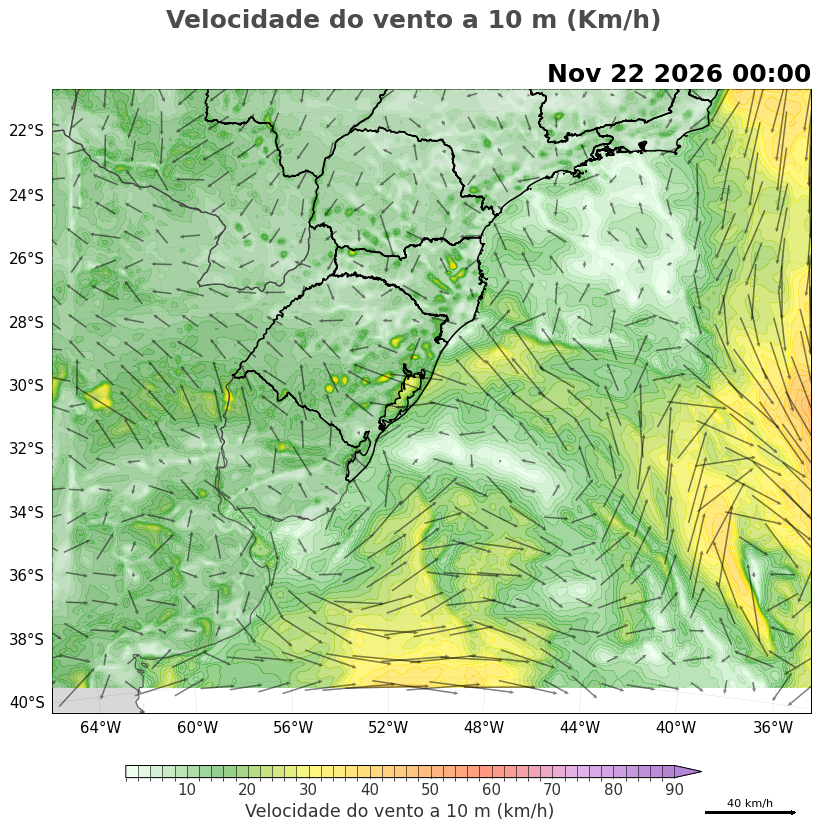 Velocidade do vento a 10 m (Km/h)
Nov 22 2026 00:00
22°S
24°S
26°S
28°S
30°S
32°S
34°S
36°S
38°S
40°S
64°W 60°W 56°W 52°W 48°W 44°W 40°W 36°W
10 20 30 40 50 60 70 80 90
Velocidade do vento a 10 m (km/h)
40 km/h